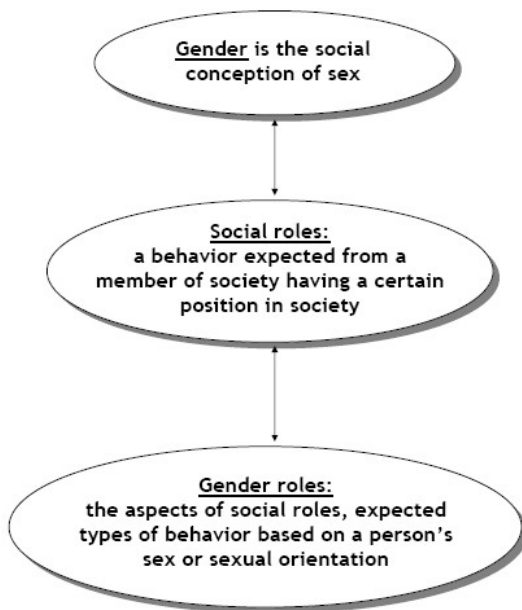 Gender is the social
conception of sex
Social roles:
a behavior expected from a
member of society having a certain
position in society
Gender roles:
the aspects of social roles, expected
types of behavior based on a person's
sex or sexual orientation